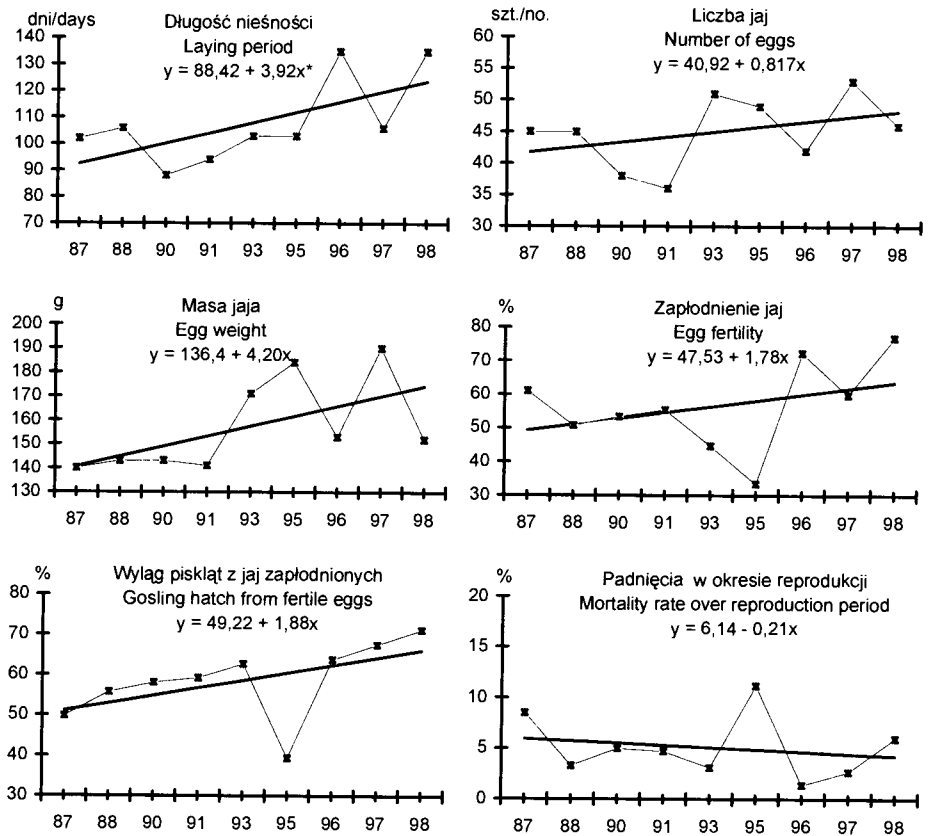 dni/days
Długość nieśności
Laying period
y = 88,42 + 3,92x*
140
130
120
110
100
90
80
70
87 88 90 91 93 95 96 97 98
szt./no.
Liczba jaj
Number of eggs
y = 40,92 + 0,817x
60
55
50
45
40
35
30
87 88 90 91 93 95 96 97 98
g
Masa jaja
Egg weight
y = 136,4 + 4,20x
200
190
180
170
160
150
140
130
87 88 90 91 93 95 96 97 98
%
Zapłodnienie jaj
Egg fertility
y = 47,53 + 1,78x
80
70
60
50
40
30
87 88 90 91 93 95 96 97 98
%
Wyląg piskląt z jaj zapłodnionych
Gosling hatch from fertile eggs
y = 49,22 + 1,88x
80
70
60
50
40
30
87 88 90 91 93 95 96 97 98
%
Padnięcia w okresie reprodukcji
Mortality rate over reproduction period
y = 6,14 - 0,21x
20
15
10
5
0
87 88 90 91 93 95 96 97 98